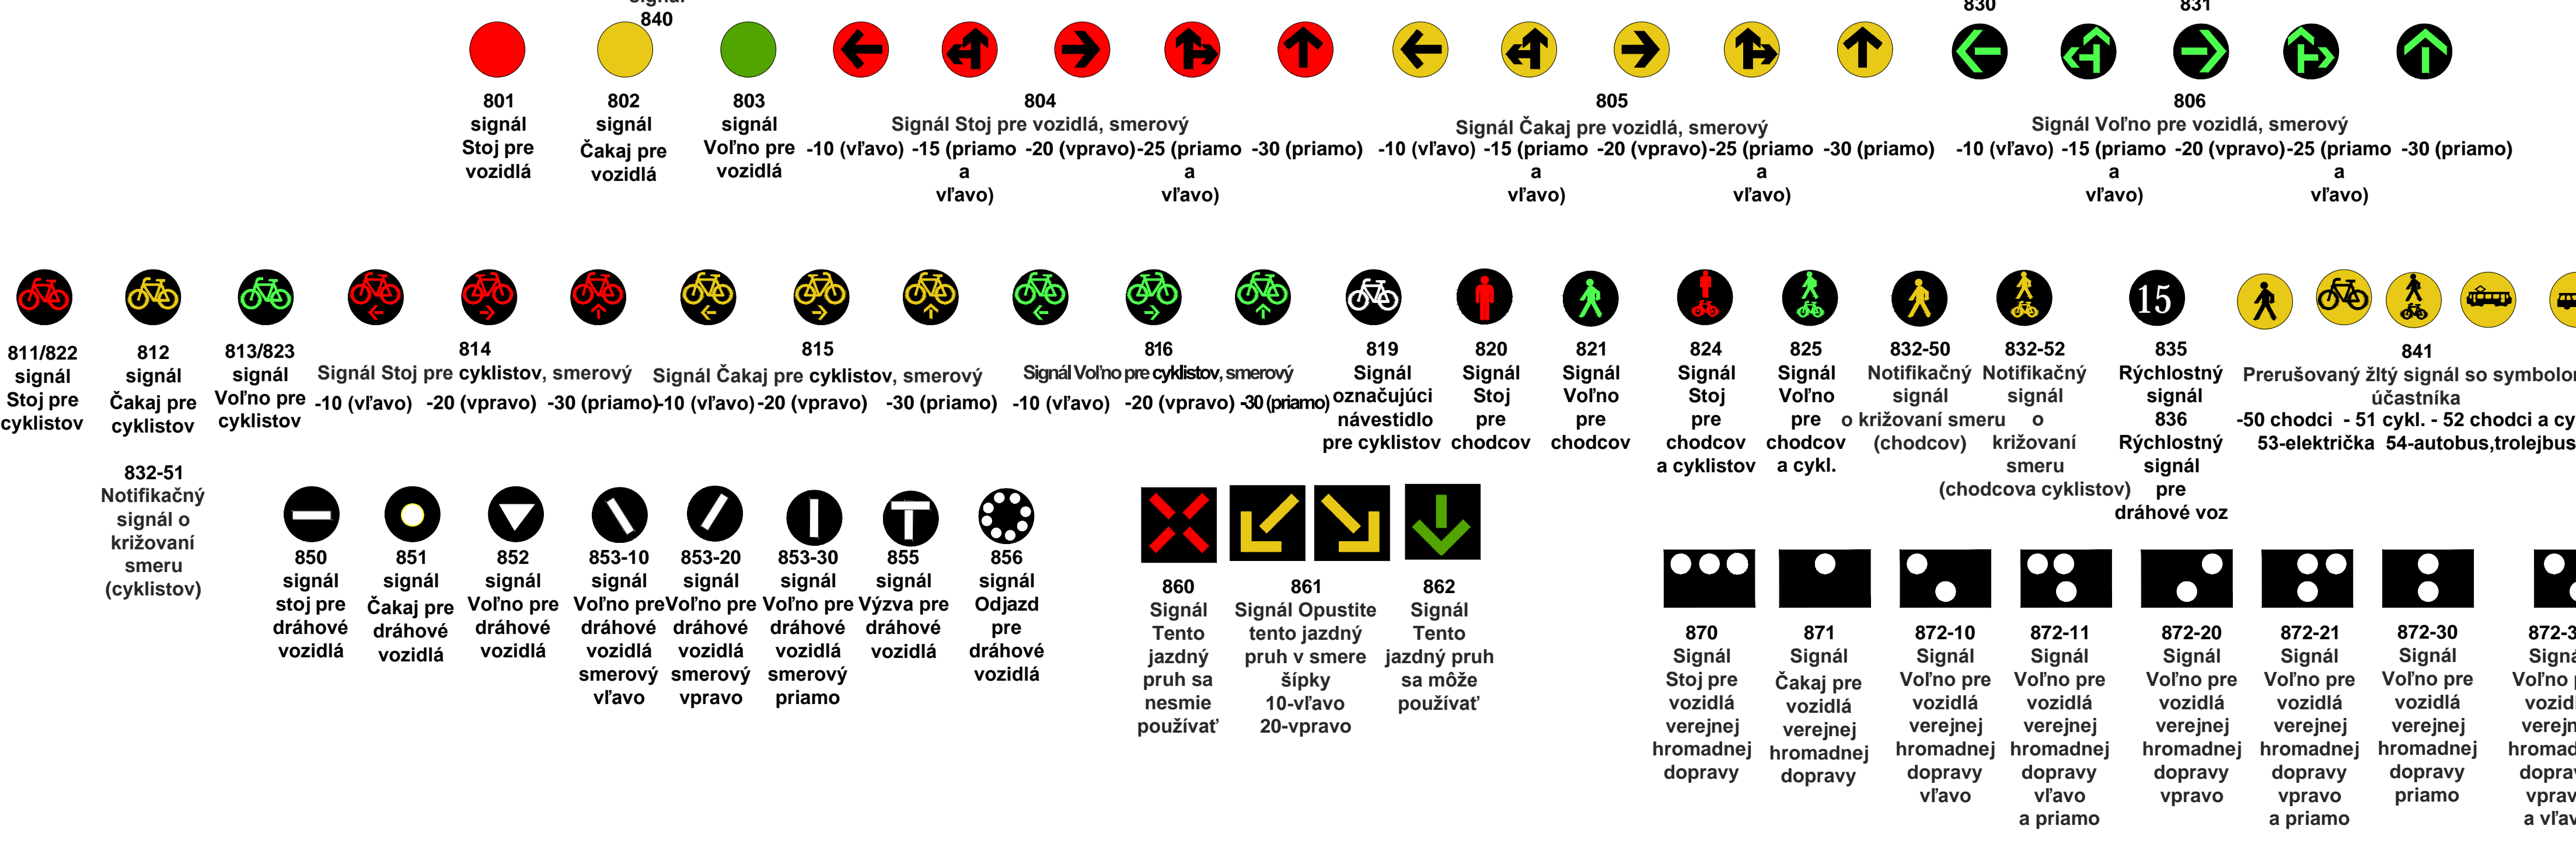 840
830
831
801
signál
Stoj pre
vozidlá
802
signál
Čakaj pre
vozidlá
803
signál
Voľno pre
vozidlá
804
Signál Stoj pre vozidlá, smerový
-10 (vľavo) -15 (priamo -20 (vpravo)-25 (priamo -30 (priamo)
a a
vľavo) vľavo)
805
Signál Čakaj pre vozidlá, smerový
-10 (vľavo) -15 (priamo -20 (vpravo)-25 (priamo -30 (priamo)
a a
vľavo) vľavo)
806
Signál Voľno pre vozidlá, smerový
-10 (vľavo) -15 (priamo -20 (vpravo)-25 (priamo -30 (priamo)
a a
vľavo) vľavo)
15
811/822
signál
Stoj pre
cyklistov
812
signál
Čakaj pre
cyklistov
813/823
signál
Voľno pre
cyklistov
814
Signál Stoj pre cyklistov, smerový
-10 (vľavo) -20 (vpravo) -30 (priamo)
815
Signál Čakaj pre cyklistov, smerový
-10 (vľavo) -20 (vpravo) -30 (priamo)
816
Signál Voľno pre cyklistov, smerový
-10 (vľavo) -20 (vpravo) -30 (priamo)
819
Signál
označujúci
návestidlo
pre cyklistov
820
Signál
Stoj
pre
chodcov
821
Signál
Voľno
pre
chodcov
824
Signál
Stoj
pre
chodcov
a cyklistov
825
Signál
Voľno
pre
chodcov
a cykl.
832-50
Notifikačný
signál
o križovaní smeru
(chodcov)
832-52
Notifikačný
signál
o
križovaní
smeru
(chodcova cyklistov)
835
Rýchlostný
signál
836
Rýchlostný
signál
pre
dráhové voz
841
Prerušovaný žltý signál so
účastníka
-50 chodci - 51 cykl. - 52 chodci a
53-električka 54-autobus,trolejbus
832-51
Notifikačný
signál o
križovaní
smeru
(cyklistov)
850
signál
stoj pre
dráhové
vozidlá
851
signál
Čakaj pre
dráhové
vozidlá
852
signál
Voľno pre
dráhové
vozidlá
853-10
signál
Voľno pre
dráhové
vozidlá
smerový
vľavo
853-20
signál
Voľno pre
dráhové
vozidlá
smerový
vpravo
853-30
signál
Voľno pre
dráhové
vozidlá
smerový
priamo
855
signál
Výzva pre
dráhové
vozidlá
856
signál
Odjazd
pre
dráhové
vozidlá
860
Signál
Tento
jazdný
pruh sa
nesmie
používať
861
Signál Opustite
tento jazdný
pruh v smere
šípky
10-vľavo
20-vpravo
862
Signál
Tento
jazdný pruh
sa môže
používať
870
Signál
Stoj pre
vozidlá
verejnej
hromadnej
dopravy
871
Signál
Čakaj pre
vozidlá
verejnej
hromadnej
dopravy
872-10
Signál
Voľno pre
vozidlá
verejnej
hromadnej
dopravy
vľavo
872-11
Signál
Voľno pre
vozidlá
verejnej
hromadnej
dopravy
vľavo
a priamo
872-20
Signál
Voľno pre
vozidlá
verejnej
hromadnej
dopravy
vpravo
872-21
Signál
Voľno pre
vozidlá
verejnej
hromadnej
dopravy
vpravo
a priamo
872-30
Signál
Voľno pre
vozidlá
verejnej
hromadnej
dopravy
priamo